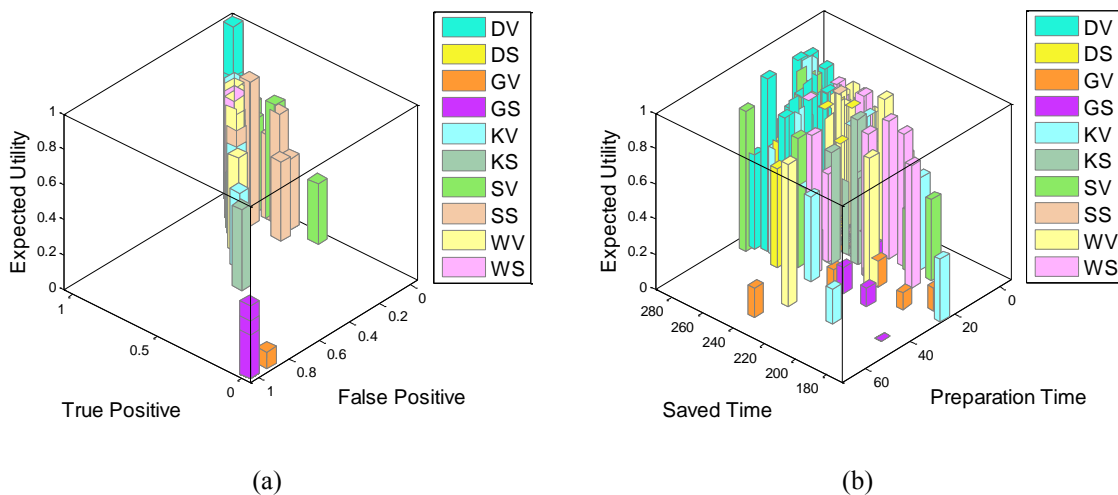 1
0.8
0.6
0.4
0.2
0
Expected Utility
1
0.5
0
True Positive
1
0.8
0.6
0.4
0.2
0
False Positive
DV
DS
GV
GS
KV
KS
SV
SS
WV
WS
(a)
1
0.8
0.6
0.4
0.2
0
Expected Utility
280
260
240
220
200
180
Saved Time
60
40
20
0
Preparation Time
DV
DS
GV
GS
KV
KS
SV
SS
WV
WS
(b)